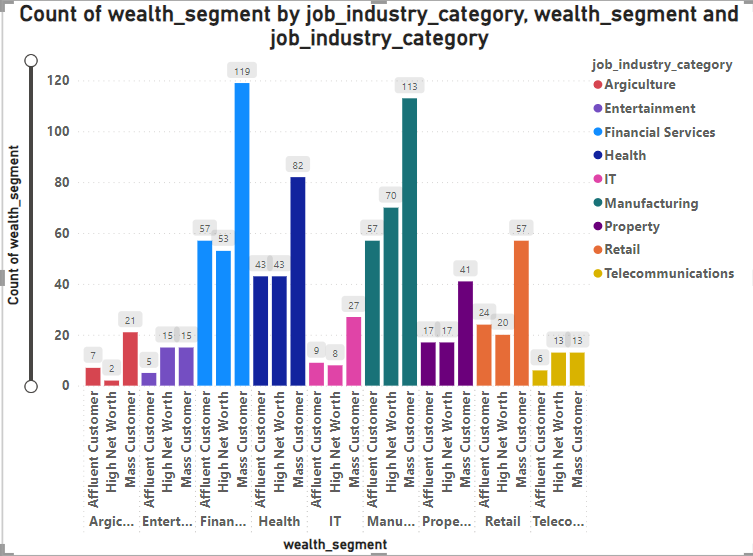 Count of wealth_segment by job_industry_category, wealth_segment and
job_industry_category
job_industry_category
Argiculture
Entertainment
Financial Services
Health
IT
Manufacturing
Property
Retail
Telecommunications
Count of wealth_segment
120
100
80
60
40
20
0
7
2
21
5
15
15
57
53
119
43
43
82
9
8
27
57
70
113
17
17
41
24
20
57
6
13
13
Affluent Customer
High Net Worth
Mass Customer
Affluent Customer
High Net Worth
Mass Customer
Affluent Customer
High Net Worth
Mass Customer
Affluent Customer
High Net Worth
Mass Customer
Affluent Customer
High Net Worth
Mass Customer
Affluent Customer
High Net Worth
Mass Customer
Affluent Customer
High Net Worth
Mass Customer
Affluent Customer
High Net Worth
Mass Customer
Affluent Customer
High Net Worth
Mass Customer
Argic... Entert... Finan... Health IT Manu... Prope... Retail Teleco...
wealth_segment